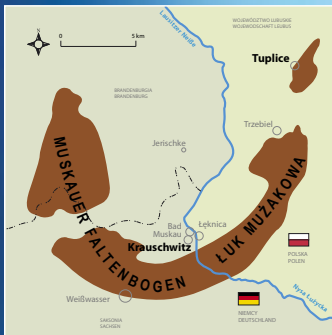 Lausitzer Neiße
WOJEWÓDZTWO LUBUSKIE
WOJEWODSCHAFT LEBUS
0
5 km
Tuplice
BRANDENBURGIA
BRANDENBURG
Trzebiel
Jerischke
MUSKAUER FALTENBOGEN
ŁUK MUŻAKOWA
Bad
Muskau
Łęknica
Krauschwitz
POLSKA
POLEN
Weißwasser
Nysa Łużycka
NIEMCY
DEUTSCHLAND
SAKSONIA
SACHSEN